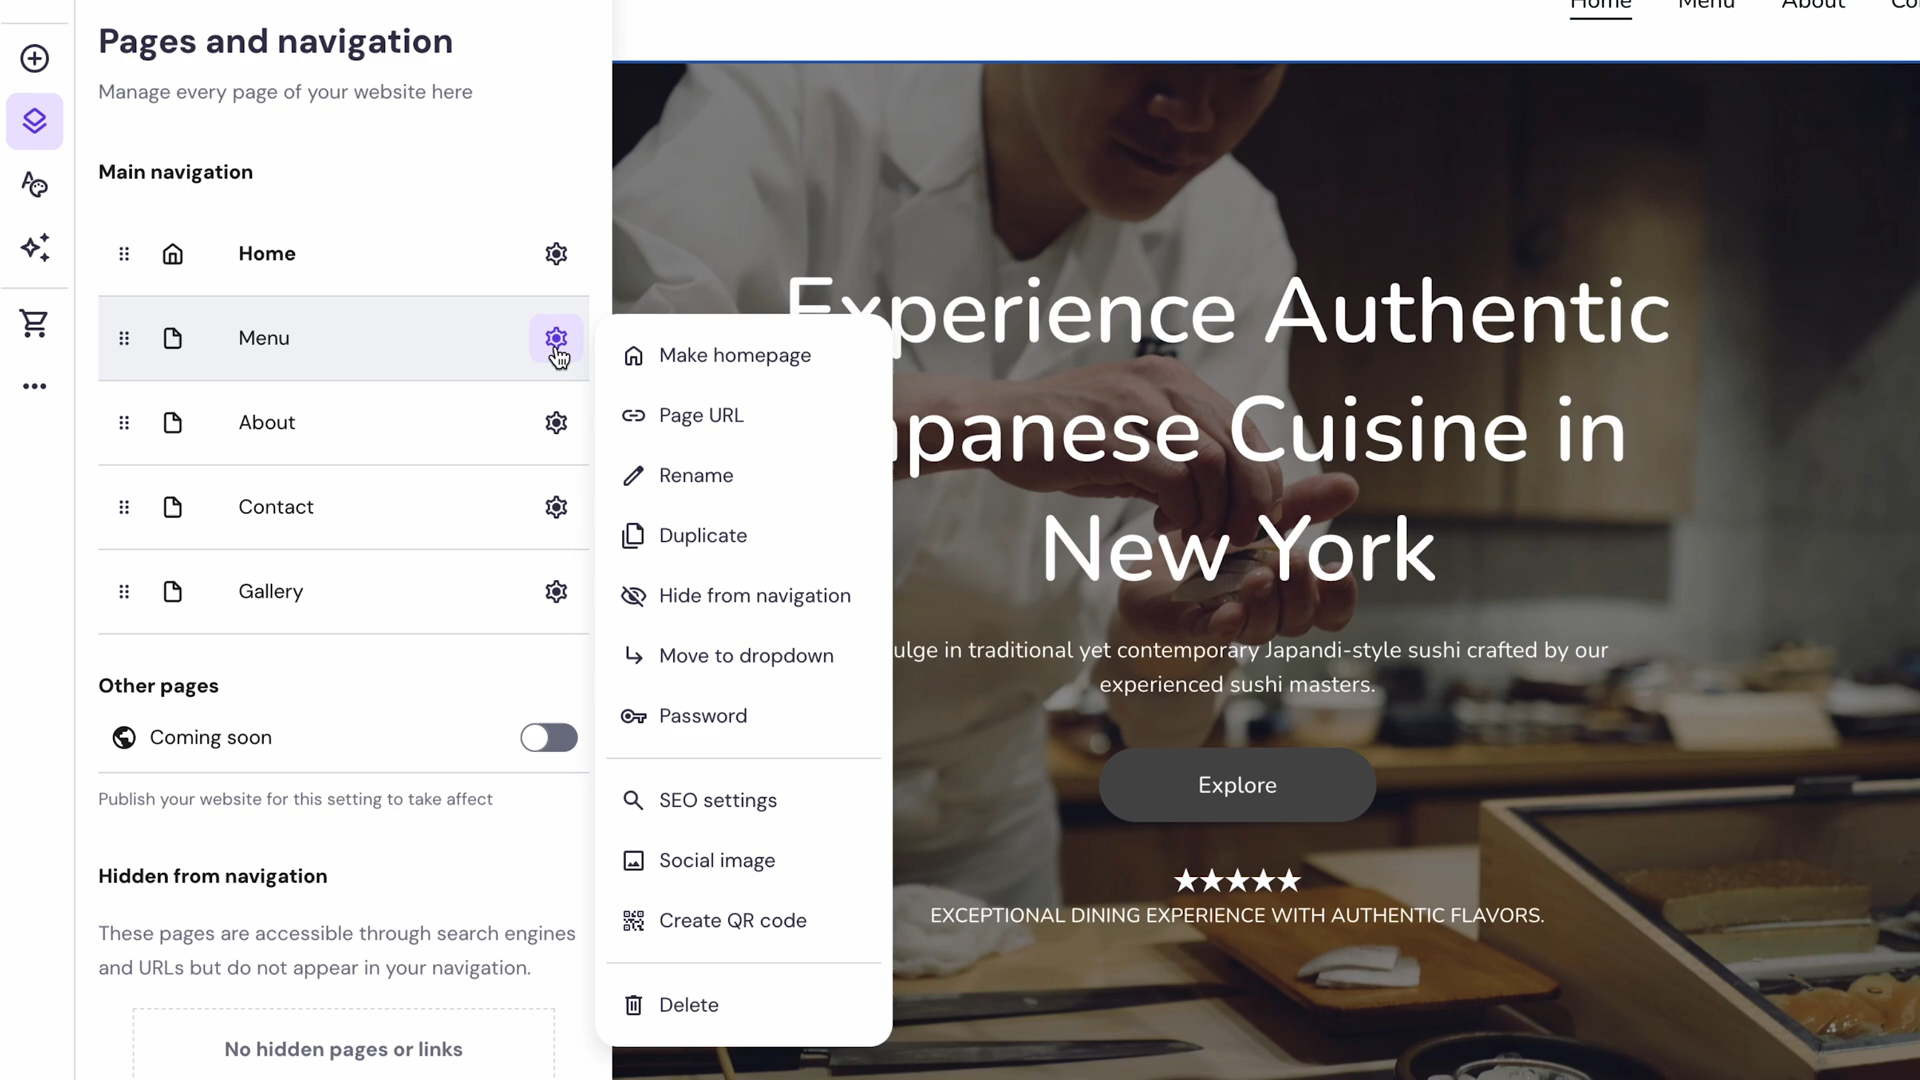 Home Menu About
Pages and navigation
Manage every page of your website here
Main navigation
Home
Menu
About
Contact
Gallery
Other pages
Coming soon
Publish your website for this setting to take affect
Hidden from navigation
These pages are accessible through search engines
and URLs but do not appear in your navigation.
No hidden pages or links
Make homepage
Page URL
Rename
Duplicate
Hide from navigation
Move to dropdown
Password
SEO settings
Social image
Create QR code
Delete
Experience Authentic
apanese Cuisine in
New York
ulge in traditional yet contemporary Japandi-style sushi crafted by our
experienced sushi masters.
Explore
EXCEPTIONAL DINING EXPERIENCE WITH AUTHENTIC FLAVORS.